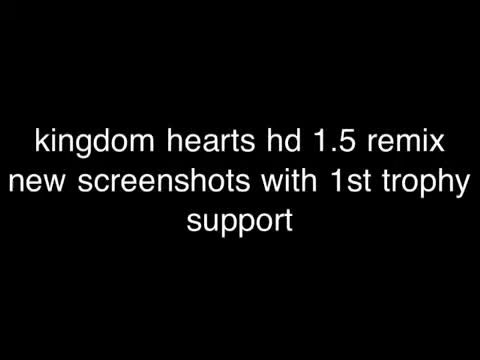 kingdom hearts hd 1.5 remix
new screenshots with 1st trophy
support